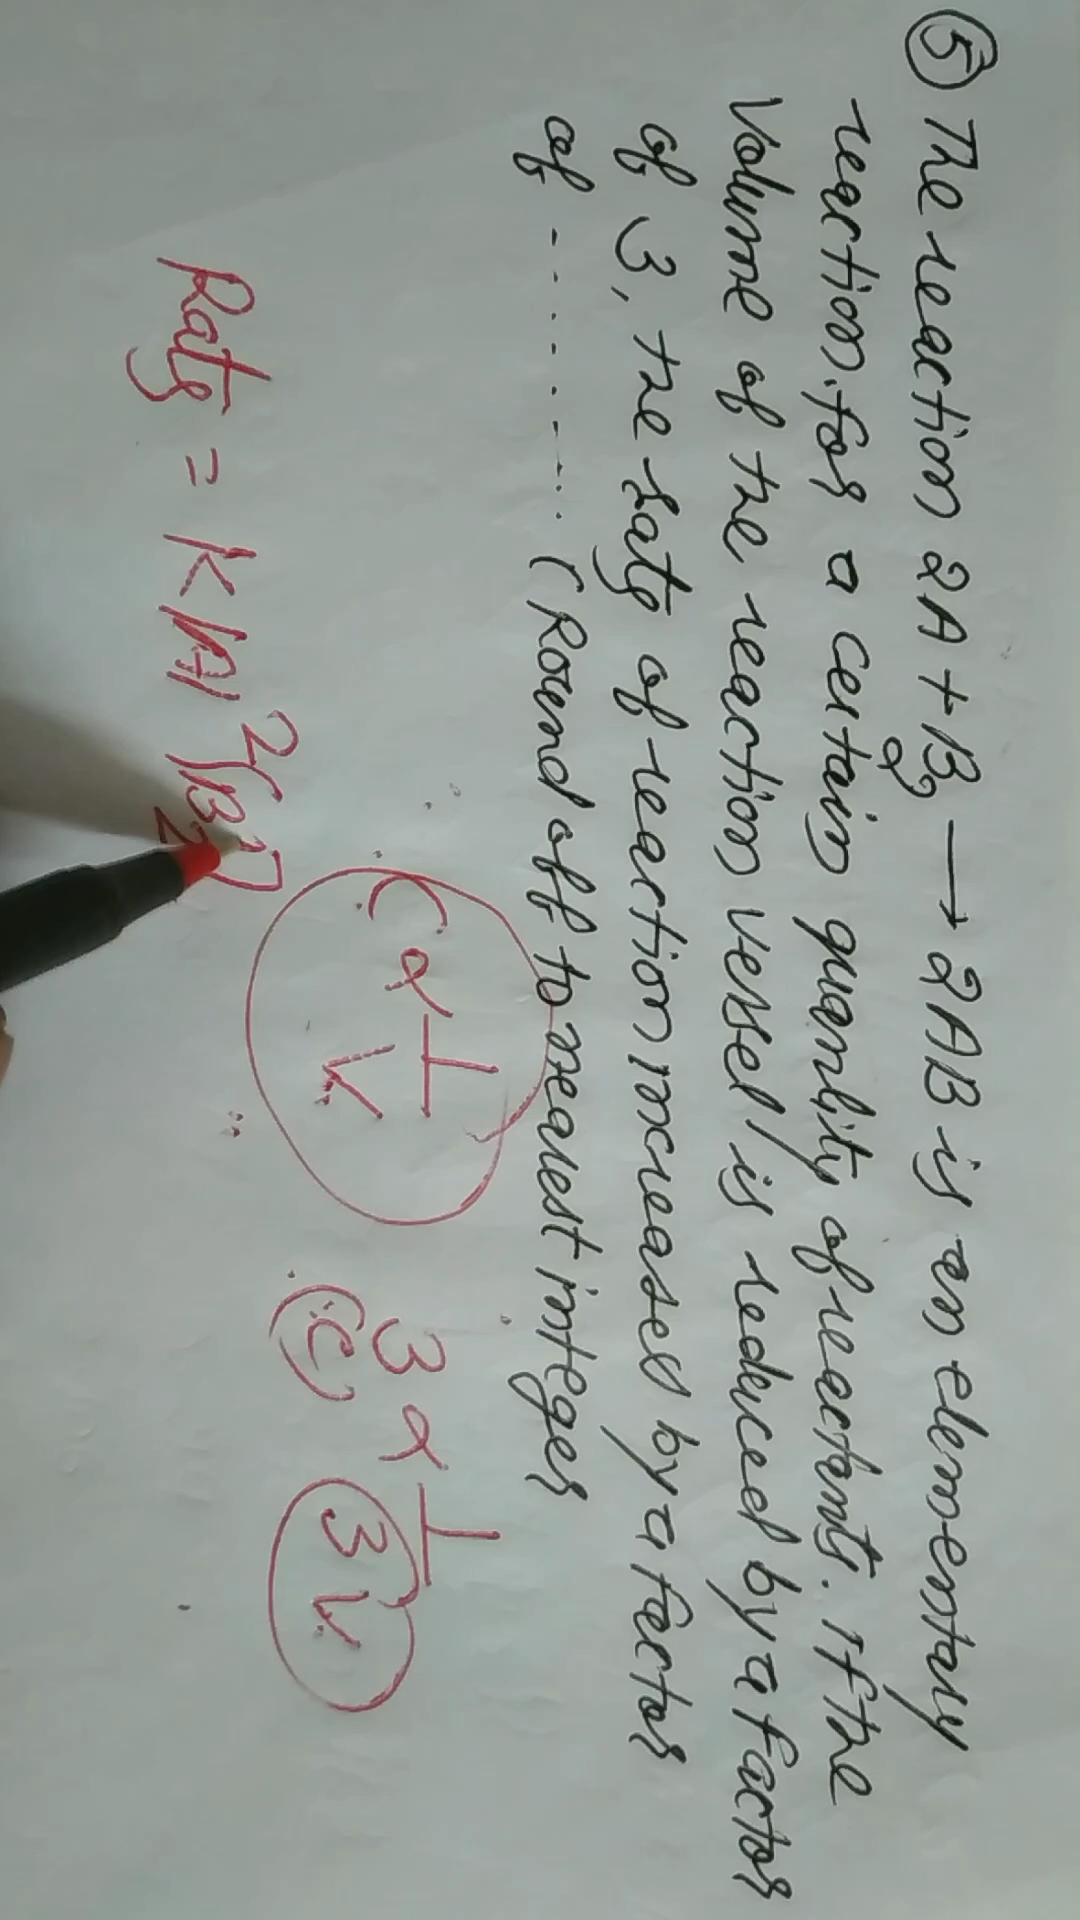 ⑤ The reaction 2A + B₂ → 2AB is an elementary
reaction. for a certain quantity of reactants. If the
Volume of the reaction vessel is reduced by a factor
of 3, the rate of reaction increases by a factor
of .......... (Round off to nearest integer
C α 1/V
3 α 1/3V
(C)
Rate = K[A]²[B₂]